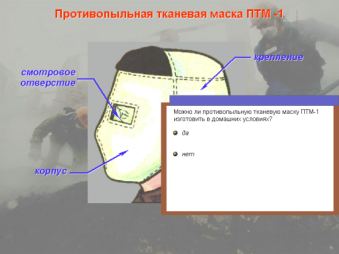 Противопыльная тканевая маска ПТМ -1
крепление
смотровое
отверстие
Можно ли противопыльную тканевую маску ПТМ-1
изготовить в домашних условиях?
да
нет
корпус